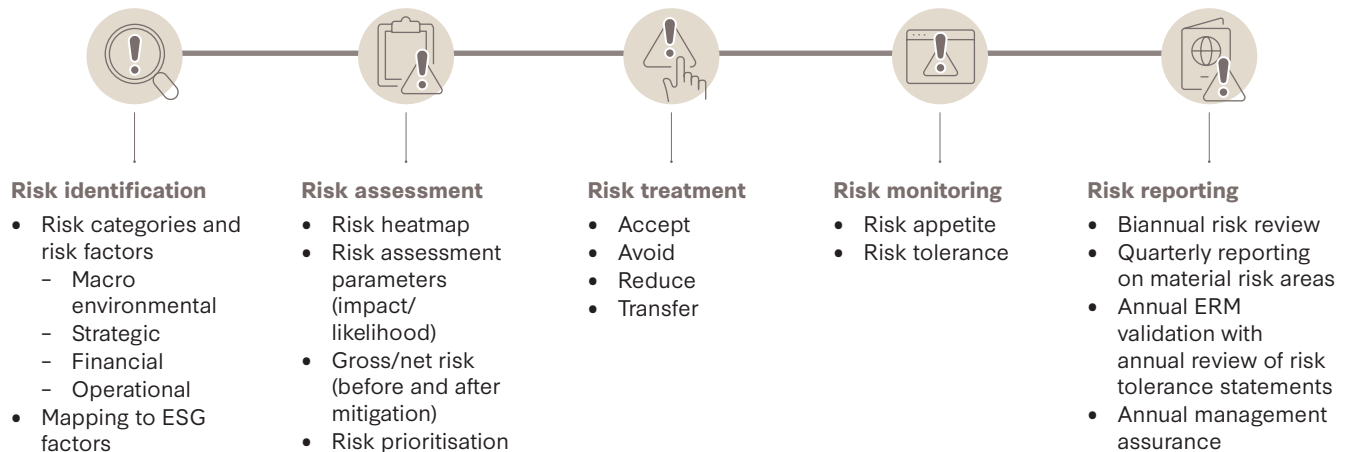 Risk identification
• Risk categories and
risk factors
– Macro
environmental
– Strategic
– Financial
– Operational
• Mapping to ESG
factors
Risk assessment
• Risk heatmap
• Risk assessment
parameters
(impact/
likelihood)
• Gross/net risk
(before and after
mitigation)
• Risk prioritisation
Risk treatment
• Accept
• Avoid
• Reduce
• Transfer
Risk monitoring
• Risk appetite
• Risk tolerance
Risk reporting
• Biannual risk review
• Quarterly reporting
on material risk areas
• Annual ERM
validation with
annual review of risk
tolerance statements
• Annual management
assurance